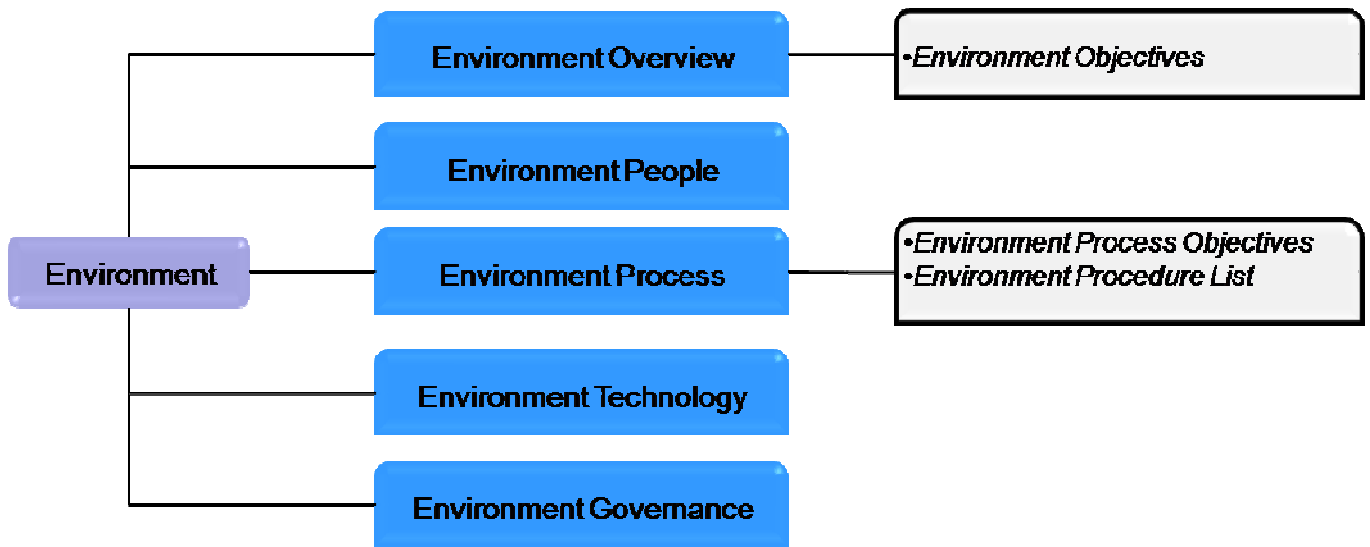 Environment Overview
•Environment Objectives
Environment People
Environment
Environment Process
•Environment Process Objectives
•Environment Procedure List
Environment Technology
Environment Governance